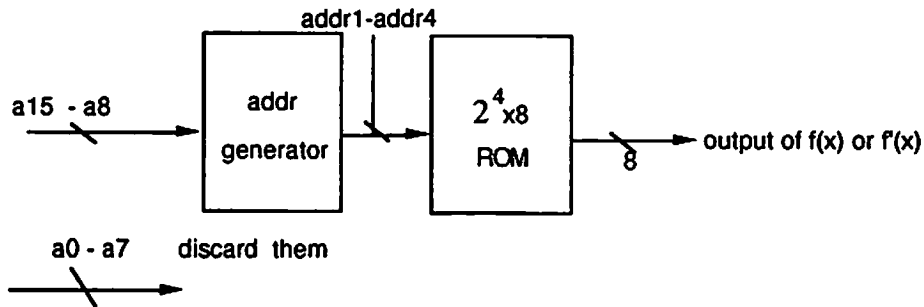 addr1-addr4
a15 - a8
addr
generator
2^4x8
ROM
8
output of f(x) or f'(x)
a0 - a7 discard them